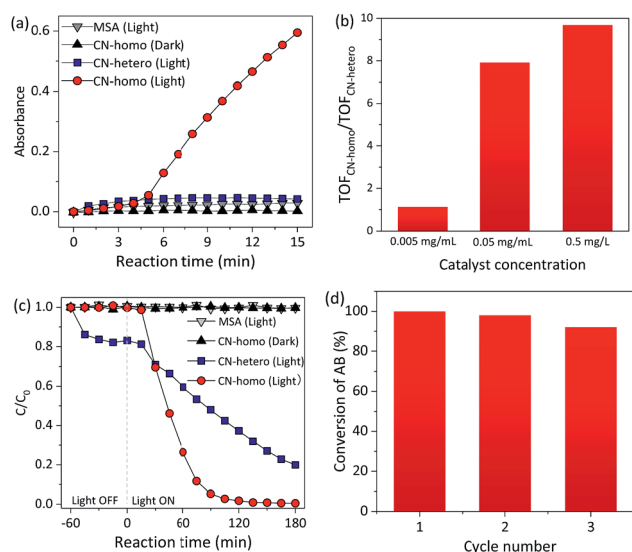 (a)
MSA (Light)
CN-homo (Dark)
CN-hetero (Light)
CN-homo (Light)
Absorbance
0.6
0.4
0.2
0.0
0 3 6 9 12 15
Reaction time (min)
(b)
TOF_CN-homo/TOF_CN-hetero
10
8
6
4
2
0
0.005 mg/mL 0.05 mg/mL 0.5 mg/L
Catalyst concentration
(c)
MSA (Light)
CN-homo (Dark)
CN-hetero (Light)
CN-homo (Light)
C/C0
1.0
0.8
0.6
0.4
0.2
0.0
Light OFF Light ON
-60 0 60 120 180
Reaction time (min)
(d)
Conversion of AB (%)
120
100
80
60
40
20
0
1 2 3
Cycle number